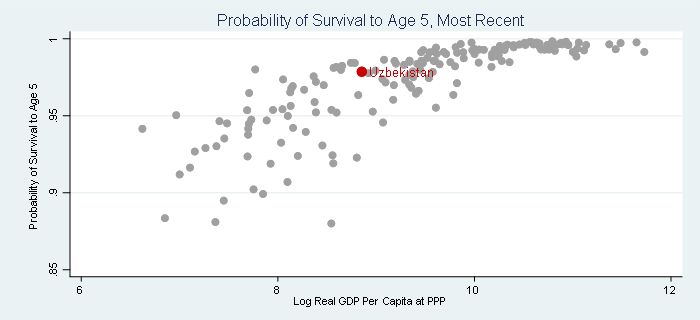 Probability of Survival to Age 5, Most Recent
Probability of Survival to Age 5
1
.95
.9
.85
Uzbekistan
6
8
10
12
Log Real GDP Per Capita at PPP